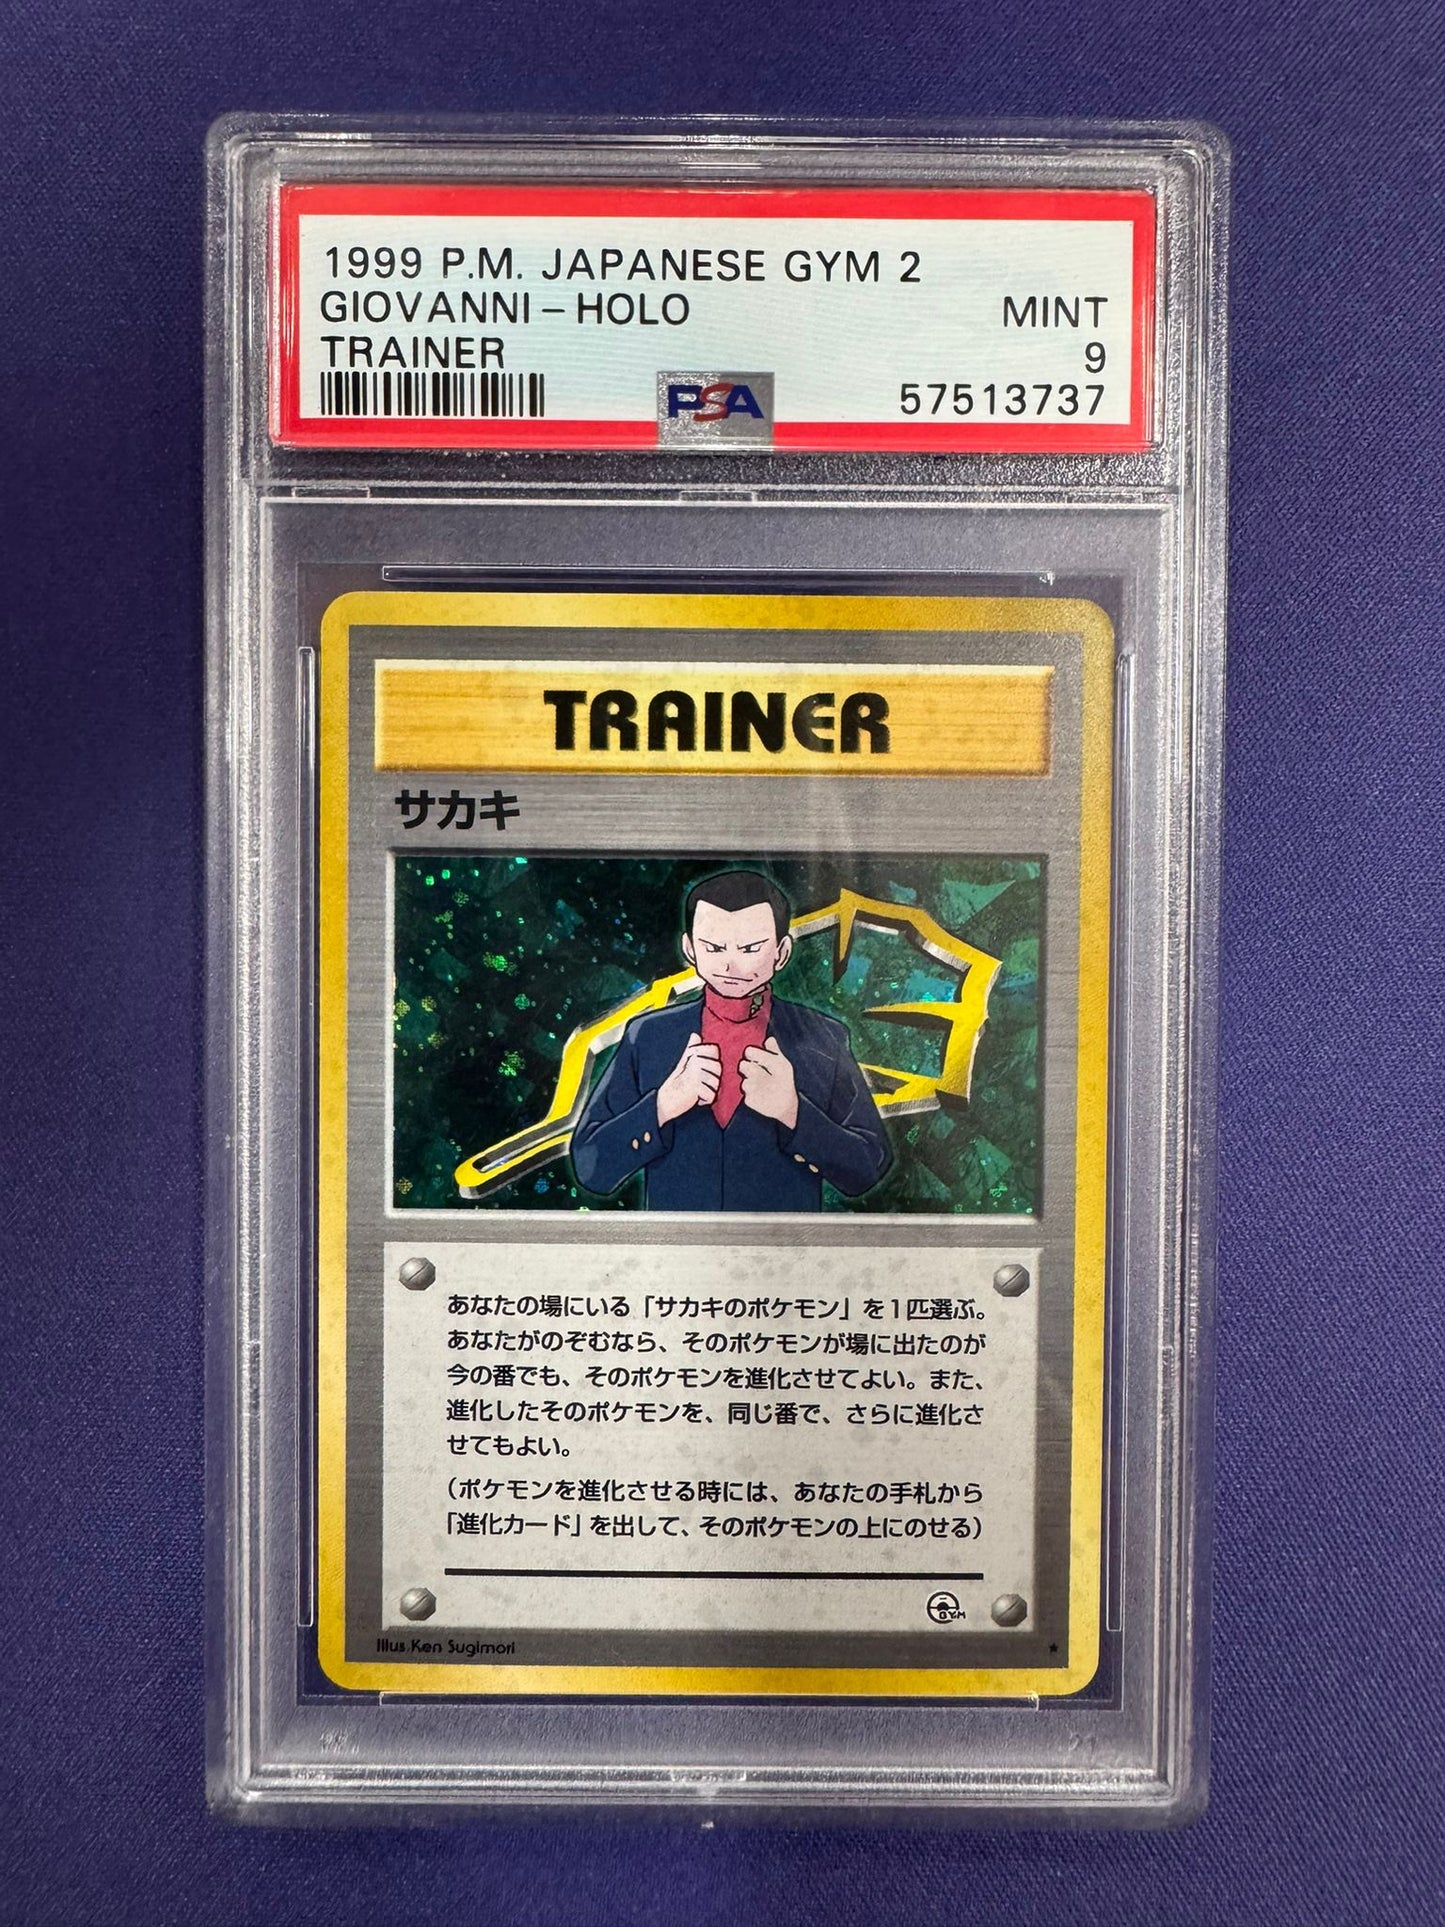 1999 P.M. JAPANESE GYM 2
GIOVANNI-HOLO MINT
TRAINER 9
PSA 57513737
TRAINER
サカキ
あなたの場にいる「サカキのポケモン」を1匹選ぶ。
あなたがのぞむなら、そのポケモンが場に出たのが
今の番でも、そのポケモンを進化させてよい。また、
進化したそのポケモンを、同じ番で、さらに進化さ
せてもよい。
（ポケモンを進化させる時には、あなたの手札から
「進化カード」を出して、そのポケモンの上にのせる）
GYM
Illus. Ken Sugimori ★